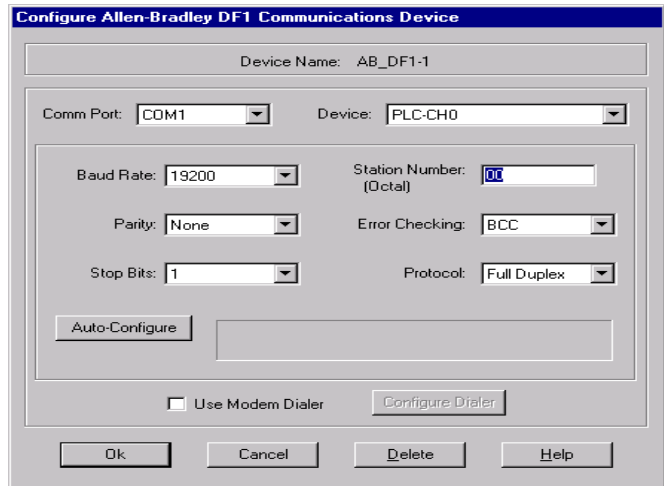 Configure Allen-Bradley DF1 Communications Device
Device Name: AB_DF1-1
Comm Port: COM1 Device: PLC-CH0
Baud Rate: 19200 Station Number: 00
(Octal)
Parity: None Error Checking: BCC
Stop Bits: 1 Protocol: Full Duplex
Auto-Configure
Use Modem Dialer Configure Dialer
Ok Cancel Delete Help